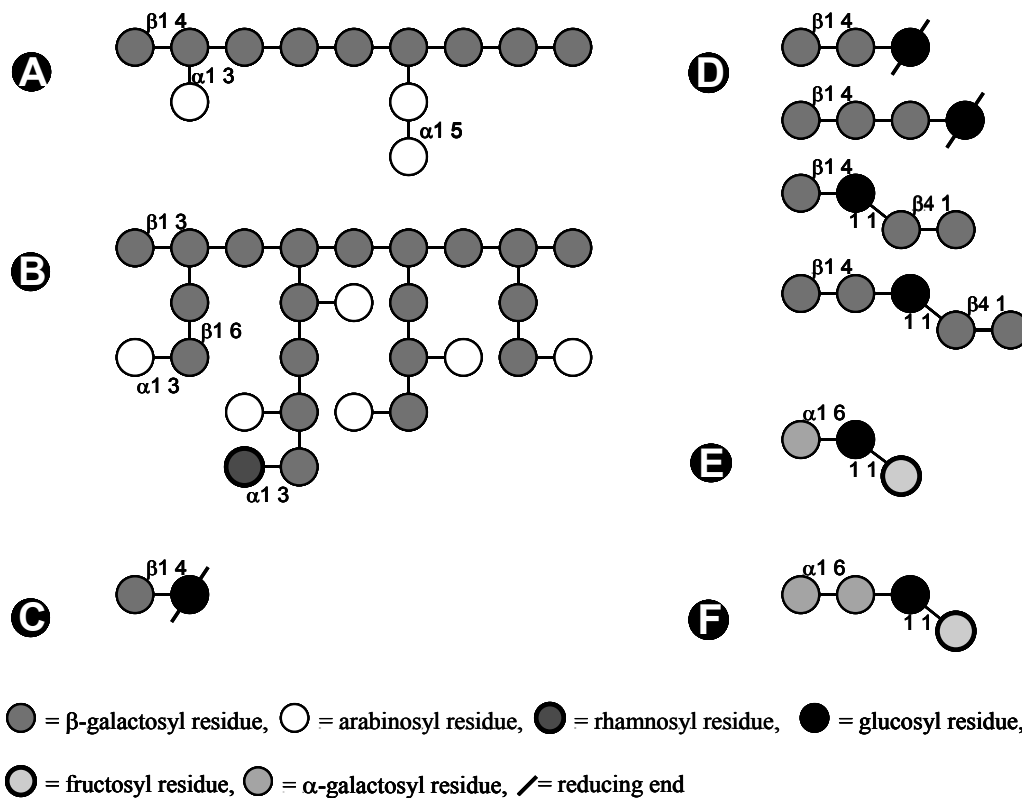 A
β1 4
α1 3
α1 5
B
β1 3
β1 6
α1 3
α1 3
C
β1 4
D
β1 4
β1 4
β1 4
1 1
β4 1
β1 4
1 1
β4 1
E
α1 6
1 1
F
α1 6
1 1
= β-galactosyl residue, = arabinosyl residue, = rhamnosyl residue, = glucosyl residue,
= fructosyl residue, = α-galactosyl residue, = reducing end